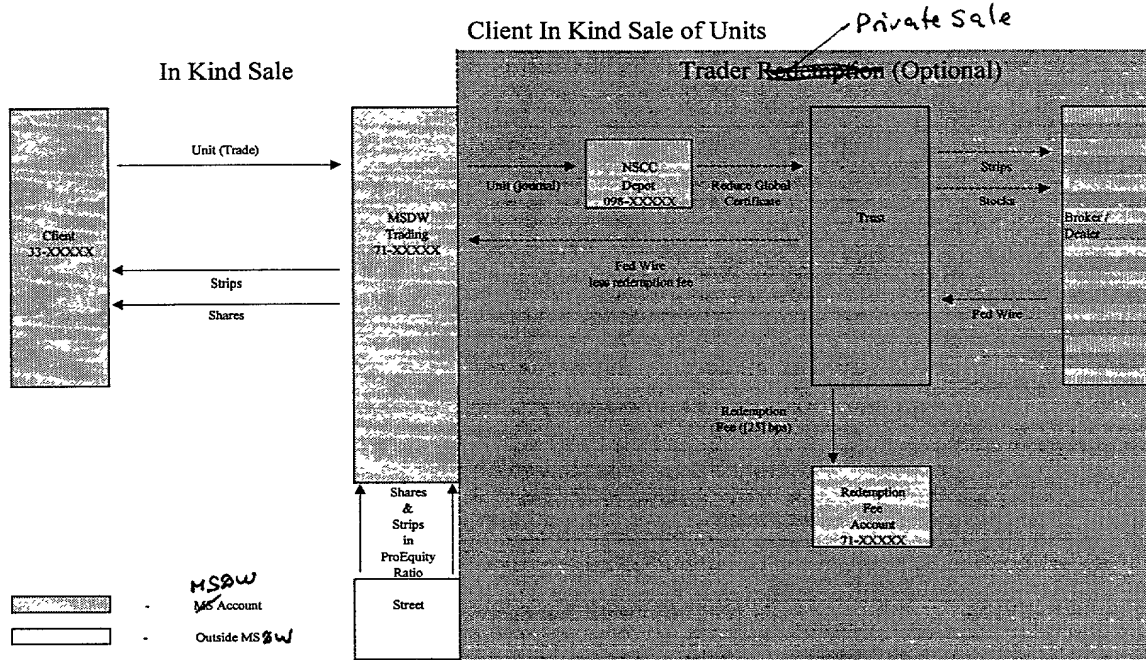 Client In Kind Sale of Units
Private Sale
In Kind Sale
Trader Redemption (Optional)
Client
33-XXXXX
Unit (Trade)
Strips
Shares
MSDW
Trading
71-XXXXX
Unit (journal)
NSCC
Depot
098-XXXXX
Reduce Global
Certificate
Fed Wire
less redemption fee
Trust
Strips
Stocks
Fed Wire
Broker /
Dealer
Redemption
Fee ([25] bps)
Redemption
Fee
Account
71-XXXXX
Shares
&
Strips
in
ProEquity
Ratio
Street
MSDW
- MS Account
- Outside MSDW